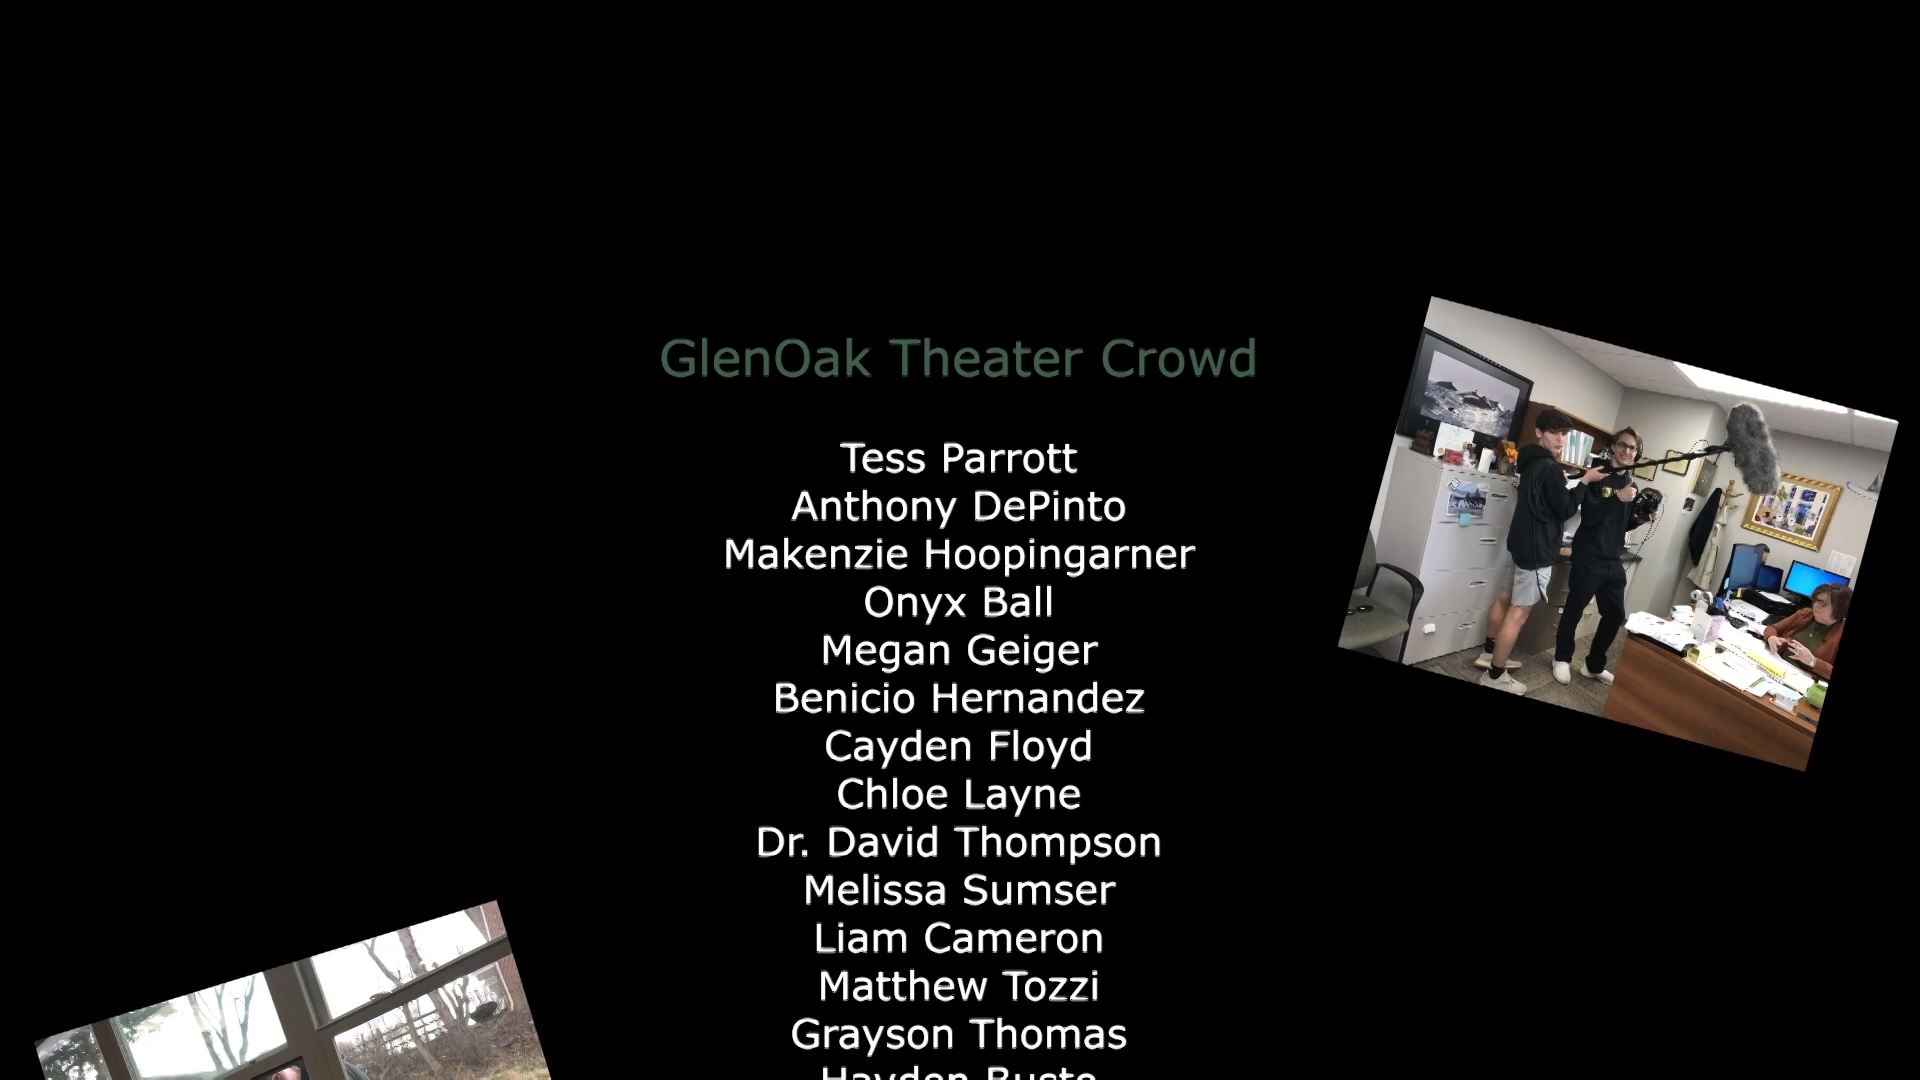 GlenOak Theater Crowd
Tess Parrott
Anthony DePinto
Makenzie Hoopingarner
Onyx Ball
Megan Geiger
Benicio Hernandez
Cayden Floyd
Chloe Layne
Dr. David Thompson
Melissa Sumser
Liam Cameron
Matthew Tozzi
Grayson Thomas
Hayden